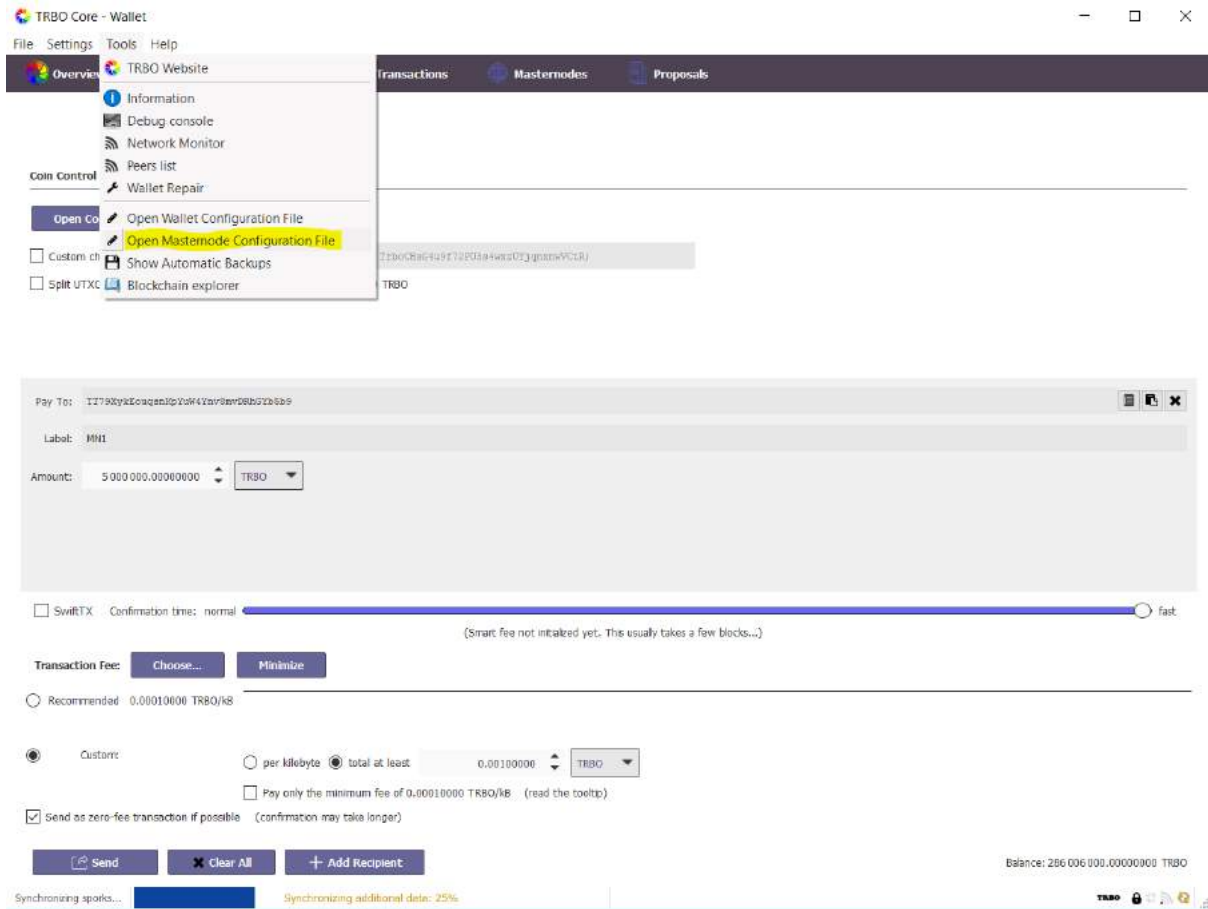 TRBO Core - Wallet
File Settings Tools Help
Overview Transactions Masternodes Proposals
TRBO Website
Information
Debug console
Network Monitor
Peers list
Wallet Repair
Open Wallet Configuration File
Open Masternode Configuration File
Show Automatic Backups
Blockchain explorer
Coin Control
Open Co
Custom ch
Split UTXO TRBO
Pay To:
Label: MN1
Amount: 5 000 000.00000000 TRBO
SwiftTX Confirmation time: normal fast
(Smart fee not initialized yet. This usually takes a few blocks...)
Transaction Fee: Choose... Minimize
Recommended 0.00010000 TRBO/kB
Custom: per kilobyte total at least 0.00100000 TRBO
Pay only the minimum fee of 0.00010000 TRBO/kB (read the tooltip)
Send as zero-fee transaction if possible (confirmation may take longer)
Send Clear All Add Recipient Balance: 286 006 000.00000000 TRBO
Synchronizing sporks... Synchronizing additional data: 25% TRBO